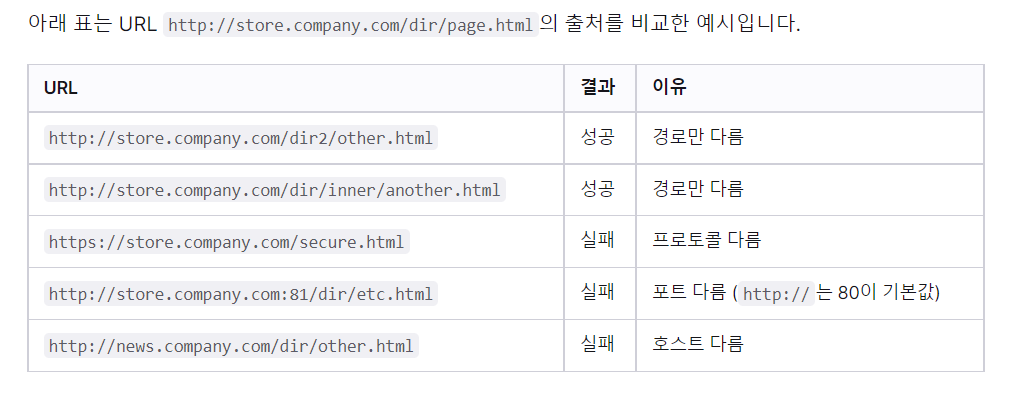 아래 표는 URL http://store.company.com/dir/page.html의 출처를 비교한 예시입니다.
URL 결과 이유
http://store.company.com/dir2/other.html 성공 경로만 다름
http://store.company.com/dir/inner/another.html 성공 경로만 다름
https://store.company.com/secure.html 실패 프로토콜 다름
http://store.company.com:81/dir/etc.html 실패 포트 다름 (http://는 80이 기본값)
http://news.company.com/dir/other.html 실패 호스트 다름